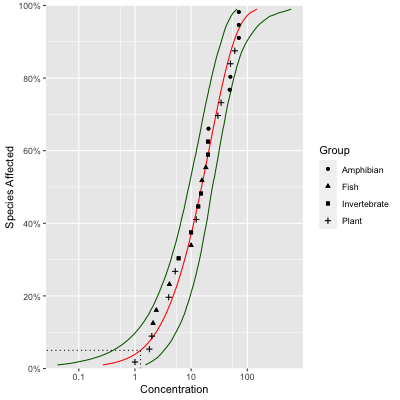 100%
80%
60%
40%
20%
0%
Species Affected
0.1 1 10 100
Concentration
Group
Amphibian
Fish
Invertebrate
Plant